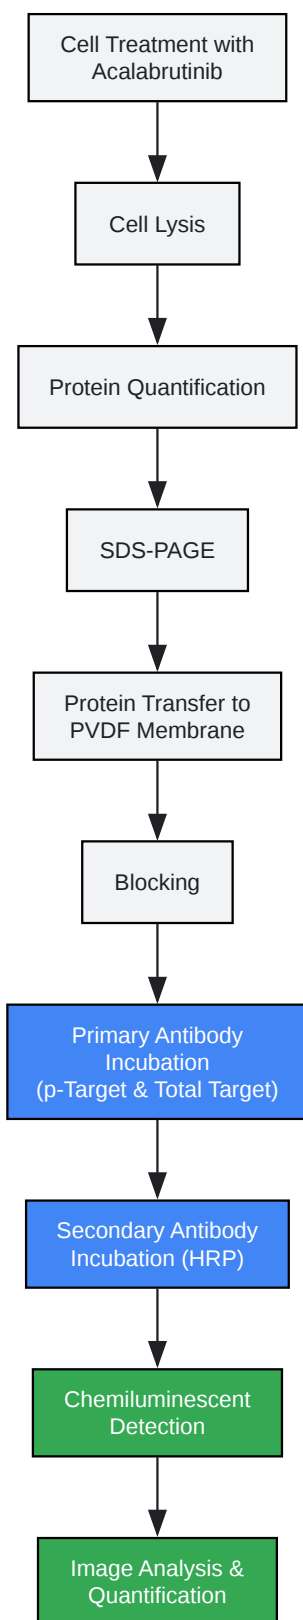 Cell Treatment with
Acalabrutinib
Cell Lysis
Protein Quantification
SDS-PAGE
Protein Transfer to
PVDF Membrane
Blocking
Primary Antibody
Incubation
(p-Target & Total Target)
Secondary Antibody
Incubation (HRP)
Chemiluminescent
Detection
Image Analysis &
Quantification